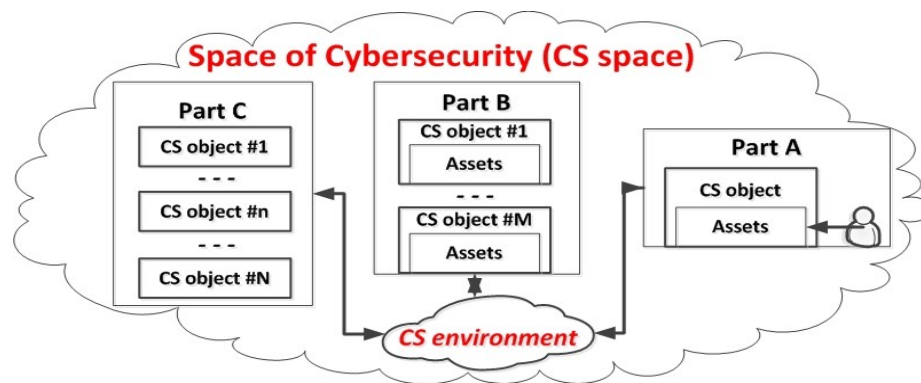 Space of Cybersecurity (CS space)
Part C
CS object #1
- - -
CS object #n
- - -
CS object #N
Part B
CS object #1
Assets
- - -
CS object #M
Assets
Part A
CS object
Assets
CS environment